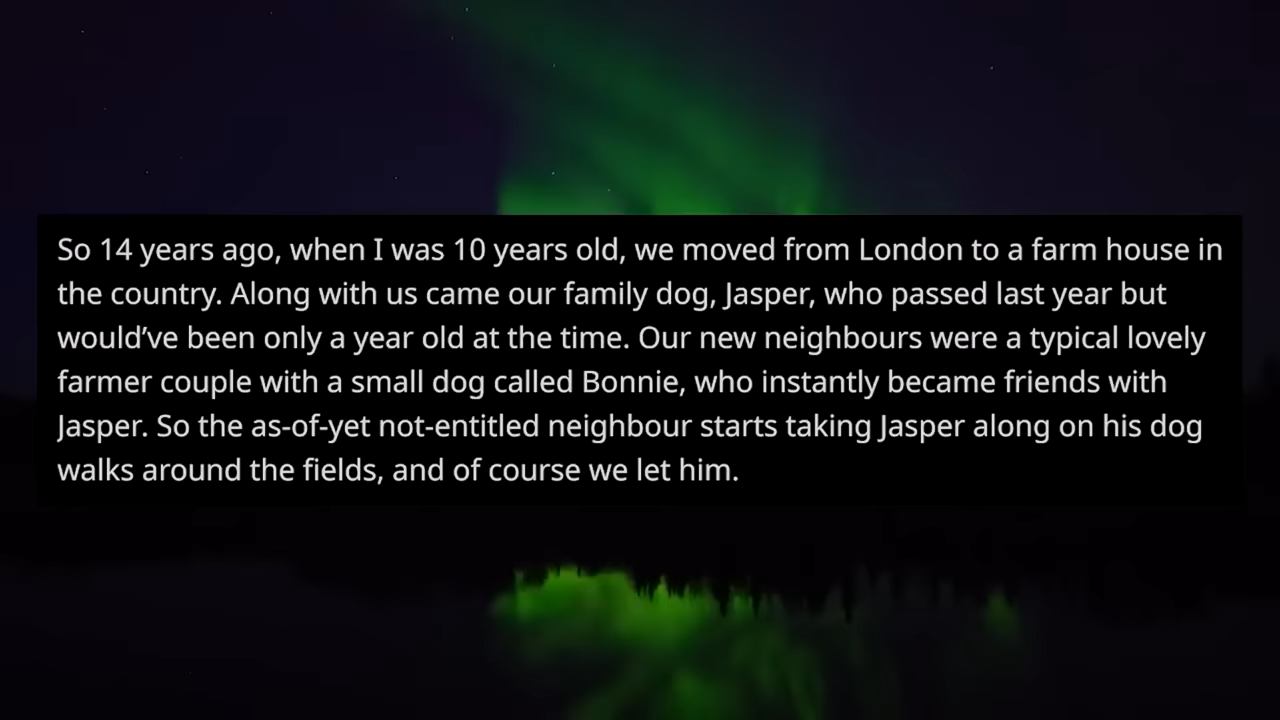 So 14 years ago, when I was 10 years old, we moved from London to a farm house in
the country. Along with us came our family dog, Jasper, who passed last year but
would’ve been only a year old at the time. Our new neighbours were a typical lovely
farmer couple with a small dog called Bonnie, who instantly became friends with
Jasper. So the as-of-yet not-entitled neighbour starts taking Jasper along on his dog
walks around the fields, and of course we let him.